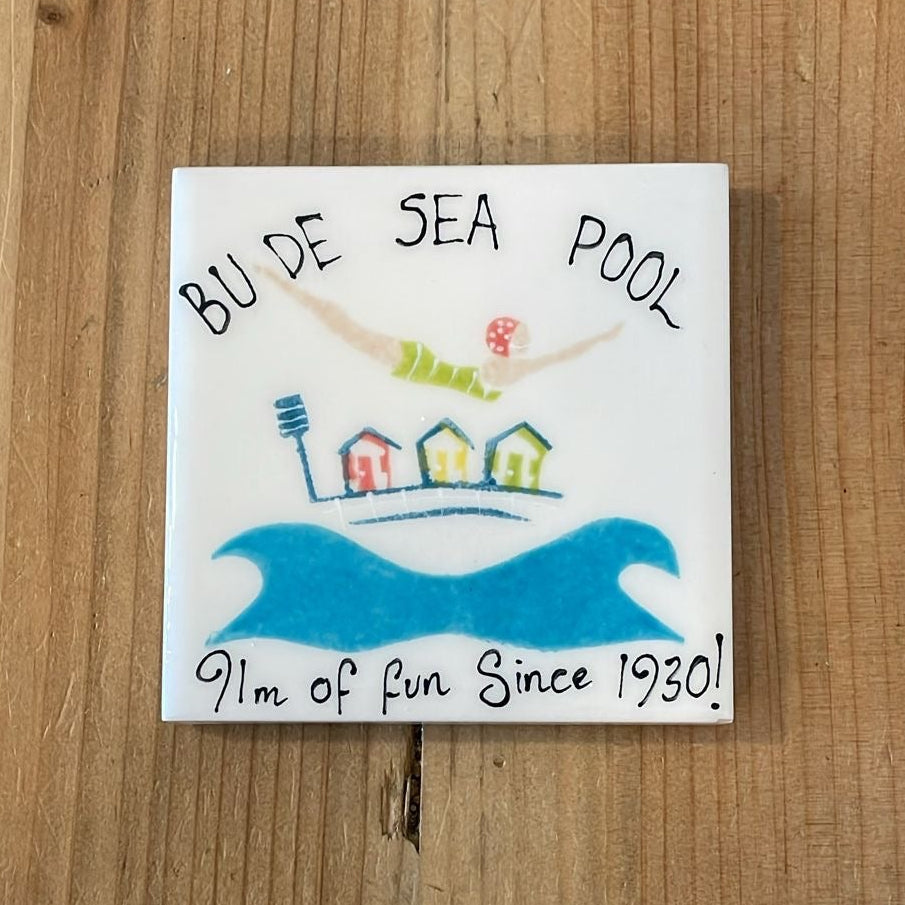 BUDE SEA POOL
91m of fun Since 1930!